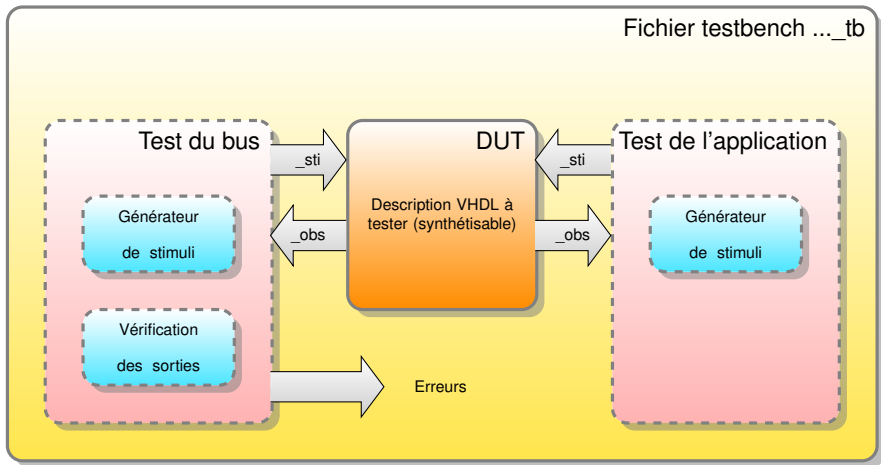 Fichier testbench ..._tb
Test du bus
_sti
Générateur
de stimuli
_obs
Vérification
des sorties
Erreurs
DUT
Description VHDL à
tester (synthétisable)
Test de l'application
_sti
_obs
Générateur
de stimuli